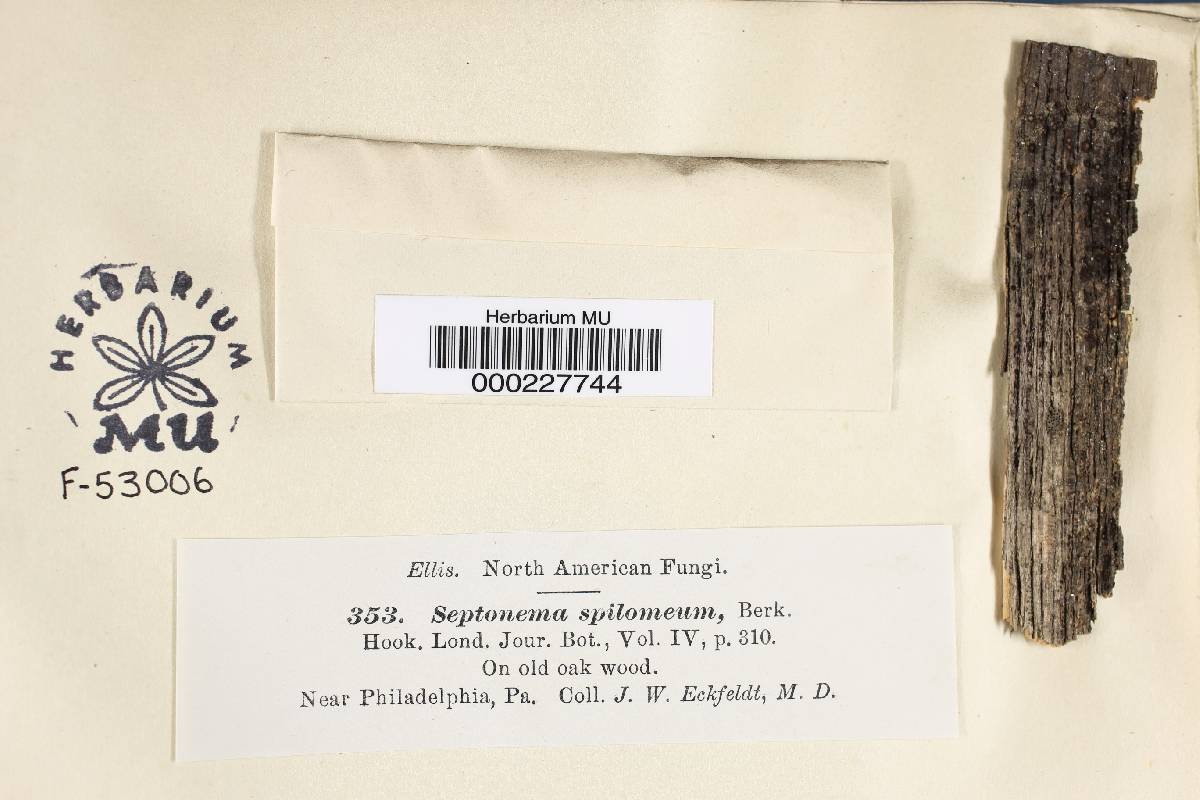 HERBARIUM
MU
F-53006
Herbarium MU
000227744
Ellis. North American Fungi.
353. Septonema spilomeum, Berk.
Hook. Lond. Jour. Bot., Vol. IV, p. 310.
On old oak wood.
Near Philadelphia, Pa. Coll. J. W. Eckfeldt, M. D.